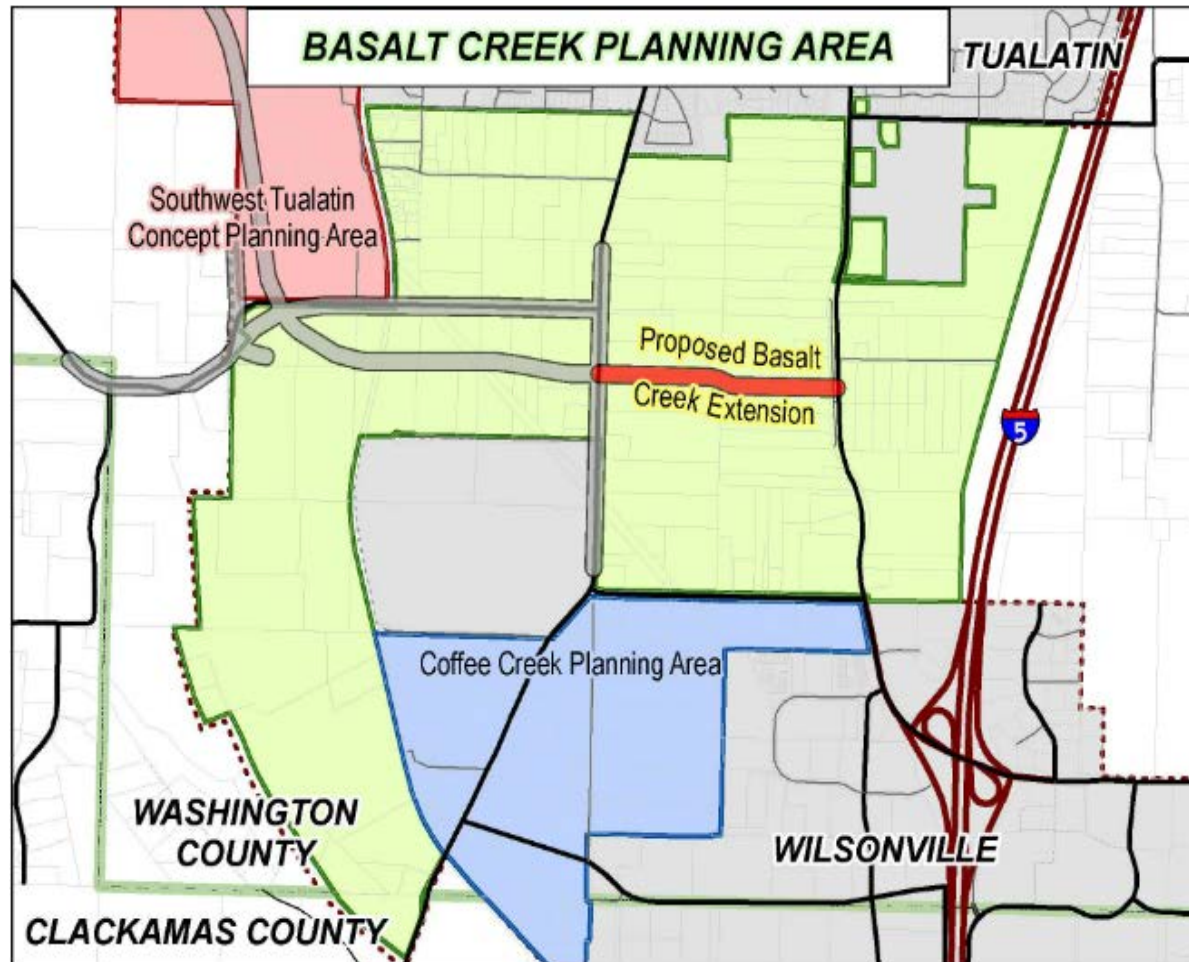 BASALT CREEK PLANNING AREA
TUALATIN
Southwest Tualatin
Concept Planning Area
Proposed Basalt
Creek Extension
5
Coffee Creek Planning Area
WASHINGTON
COUNTY
WILSONVILLE
CLACKAMAS COUNTY